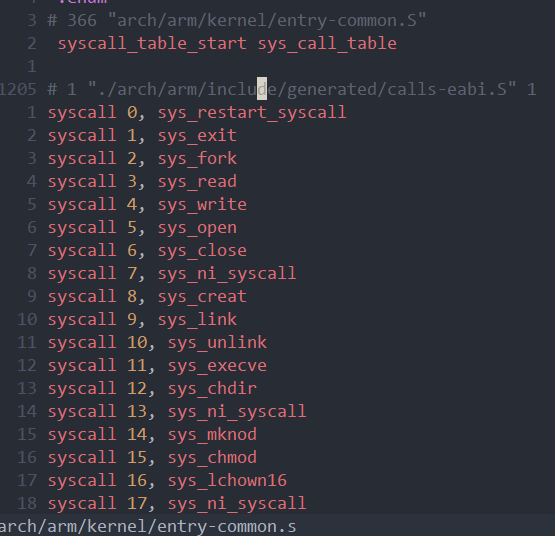 .endm
3 # 366 "arch/arm/kernel/entry-common.S"
2  syscall_table_start sys_call_table
1
1205 # 1 "./arch/arm/include/generated/calls-eabi.S" 1
1 syscall 0, sys_restart_syscall
2 syscall 1, sys_exit
3 syscall 2, sys_fork
4 syscall 3, sys_read
5 syscall 4, sys_write
6 syscall 5, sys_open
7 syscall 6, sys_close
8 syscall 7, sys_ni_syscall
9 syscall 8, sys_creat
10 syscall 9, sys_link
11 syscall 10, sys_unlink
12 syscall 11, sys_execve
13 syscall 12, sys_chdir
14 syscall 13, sys_ni_syscall
15 syscall 14, sys_mknod
16 syscall 15, sys_chmod
17 syscall 16, sys_lchown16
18 syscall 17, sys_ni_syscall
arch/arm/kernel/entry-common.s